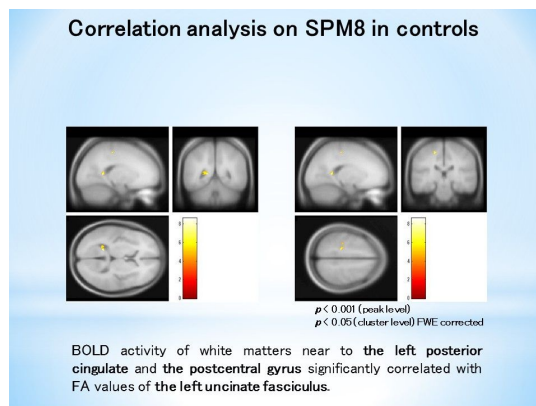 Correlation analysis on SPM8 in controls
p < 0.001 (peak level)
p < 0.05 (cluster level) FWE corrected
BOLD activity of white matters near to the left posterior
cingulate and the postcentral gyrus significantly correlated with
FA values of the left uncinate fasciculus.